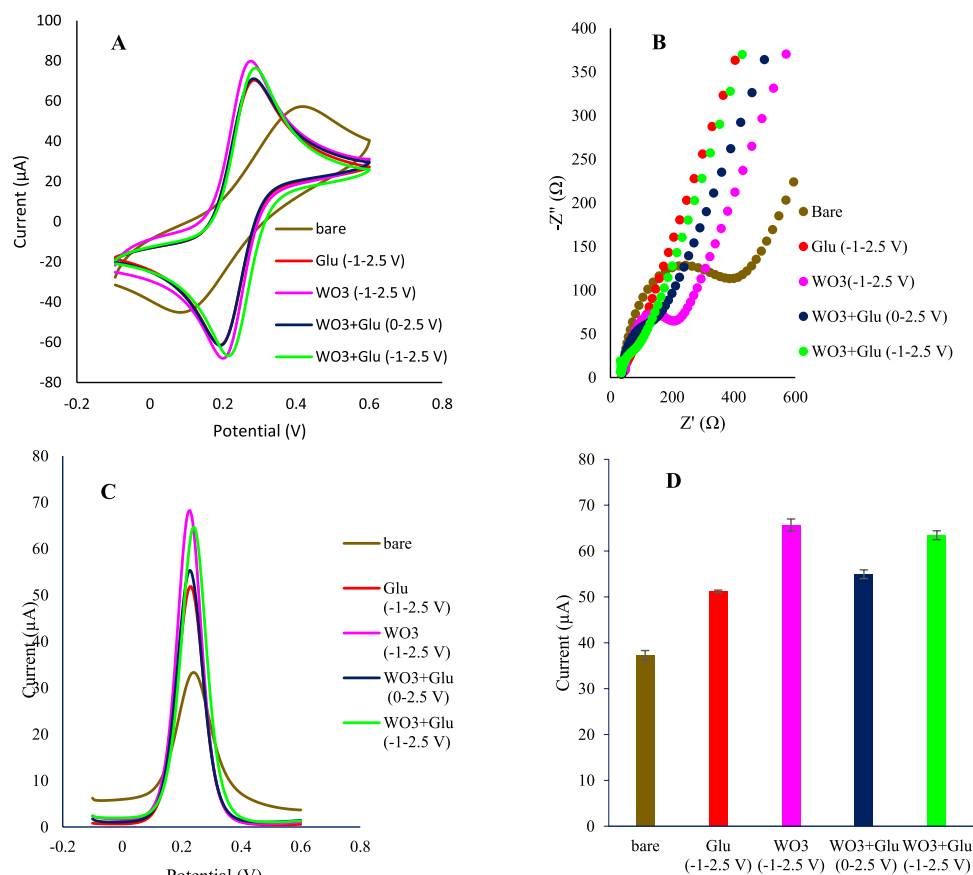 A
100
80
60
40
20
0
-20
-40
-60
-80
-0.2
0
0.2
0.4
0.6
0.8
Current (µA)
Potential (V)
bare
Glu (-1-2.5 V)
WO3 (-1-2.5 V)
WO3+Glu (0-2.5 V)
WO3+Glu (-1-2.5 V)
B
-400
-350
-300
-250
-200
-150
-100
-50
0
0
200
400
600
-Z" (Ω)
Z' (Ω)
Bare
Glu (-1-2.5 V)
WO3(-1-2.5 V)
WO3+Glu (0-2.5 V)
WO3+Glu (-1-2.5 V)
C
80
70
60
50
40
30
20
10
0
-0.2
0
0.2
0.4
0.6
0.8
Current (µA)
Potential (V)
bare
Glu
(-1-2.5 V)
WO3
(-1-2.5 V)
WO3+Glu
(0-2.5 V)
WO3+Glu
(-1-2.5 V)
D
80
70
60
50
40
30
20
10
0
Current (µA)
bare
Glu
(-1-2.5 V)
WO3
(-1-2.5 V)
WO3+Glu
(0-2.5 V)
WO3+Glu
(-1-2.5 V)